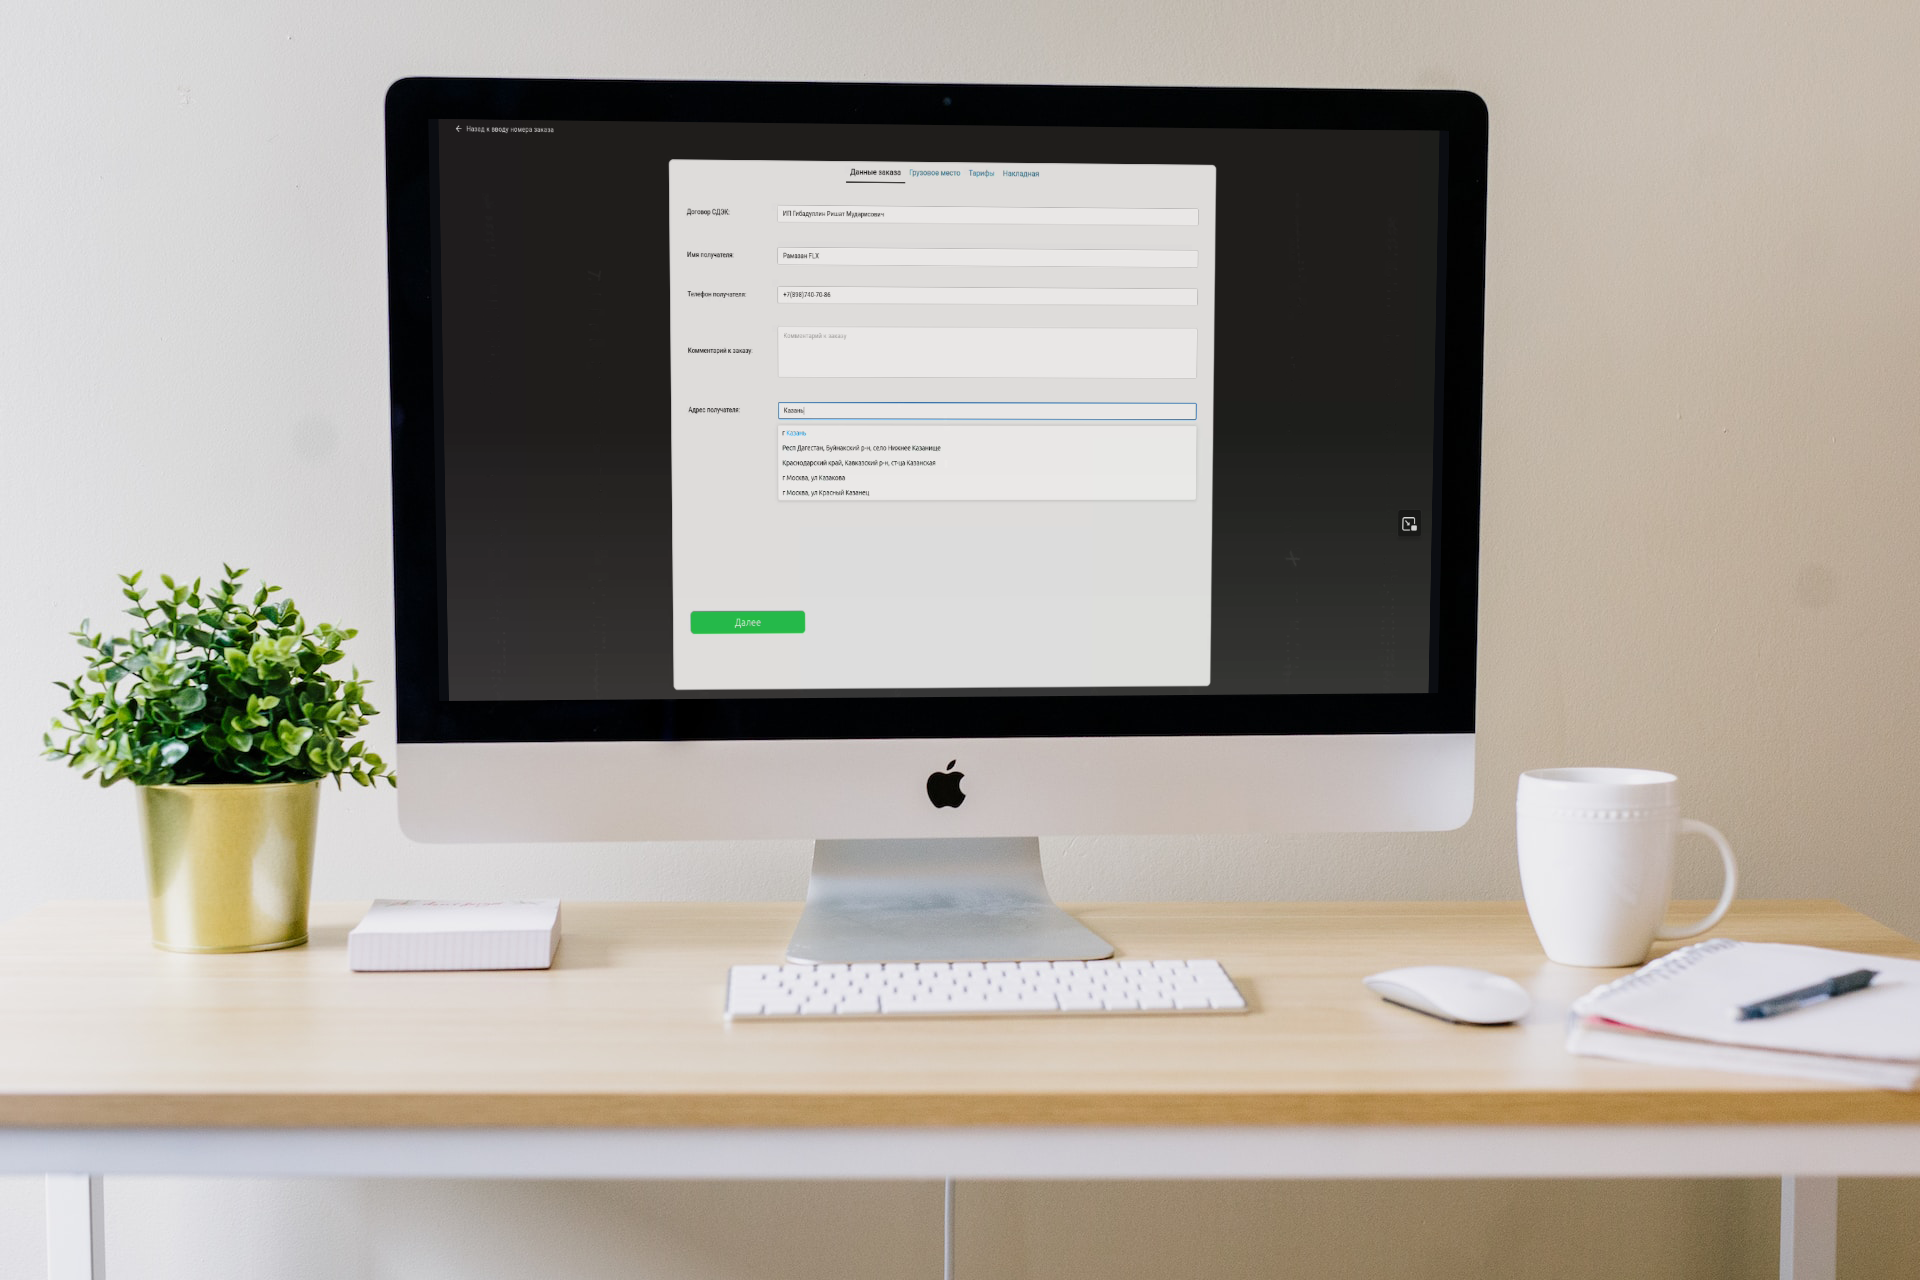 ← Назад к вводу номера заказа
Данные заказа Грузовое место Тарифы Накладная
Договор СДЭК: ИП Гибадуллин Ришат Мударисович
Имя получателя: Рамазан FLX
Телефон получателя: +7(898)740-70-86
Комментарий к заказу: Комментарий к заказу
Адрес получателя: Казань
г Казань
Респ Дагестан, Буйнакский р-н, село Нижнее Казанище
Краснодарский край, Кавказский р-н, ст-ца Казанская
г Москва, ул Казакова
г Москва, ул Красный Казанец
Далее